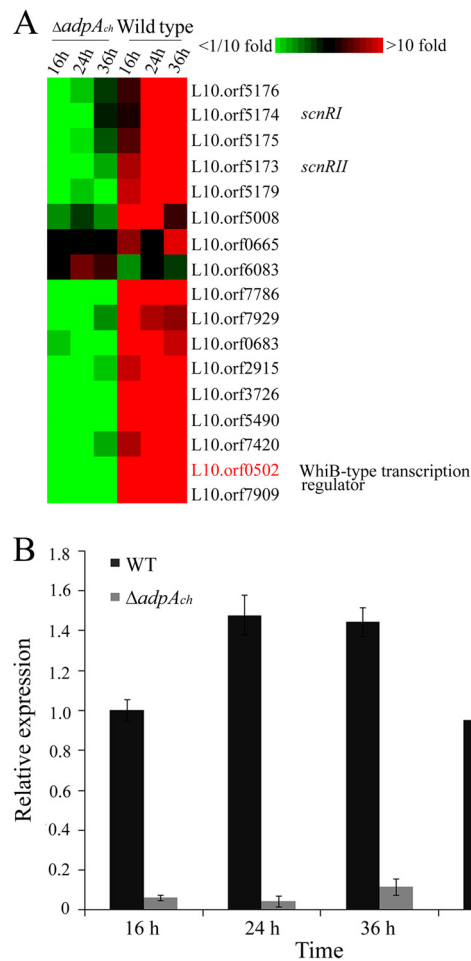 A
ΔadpAch Wild type
<1/10 fold >10 fold
16h 24h 36h 16h 24h 36h
L10.orf5176
L10.orf5174 scnRI
L10.orf5175
L10.orf5173 scnRII
L10.orf5179
L10.orf5008
L10.orf0665
L10.orf6083
L10.orf7786
L10.orf7929
L10.orf0683
L10.orf2915
L10.orf3726
L10.orf5490
L10.orf7420
L10.orf0502 WhiB-type transcription
regulator
L10.orf7909
B
Relative expression
1.8
1.6
1.4
1.2
1.0
0.8
0.6
0.4
0.2
0
WT
ΔadpAch
16 h 24 h 36 h
Time